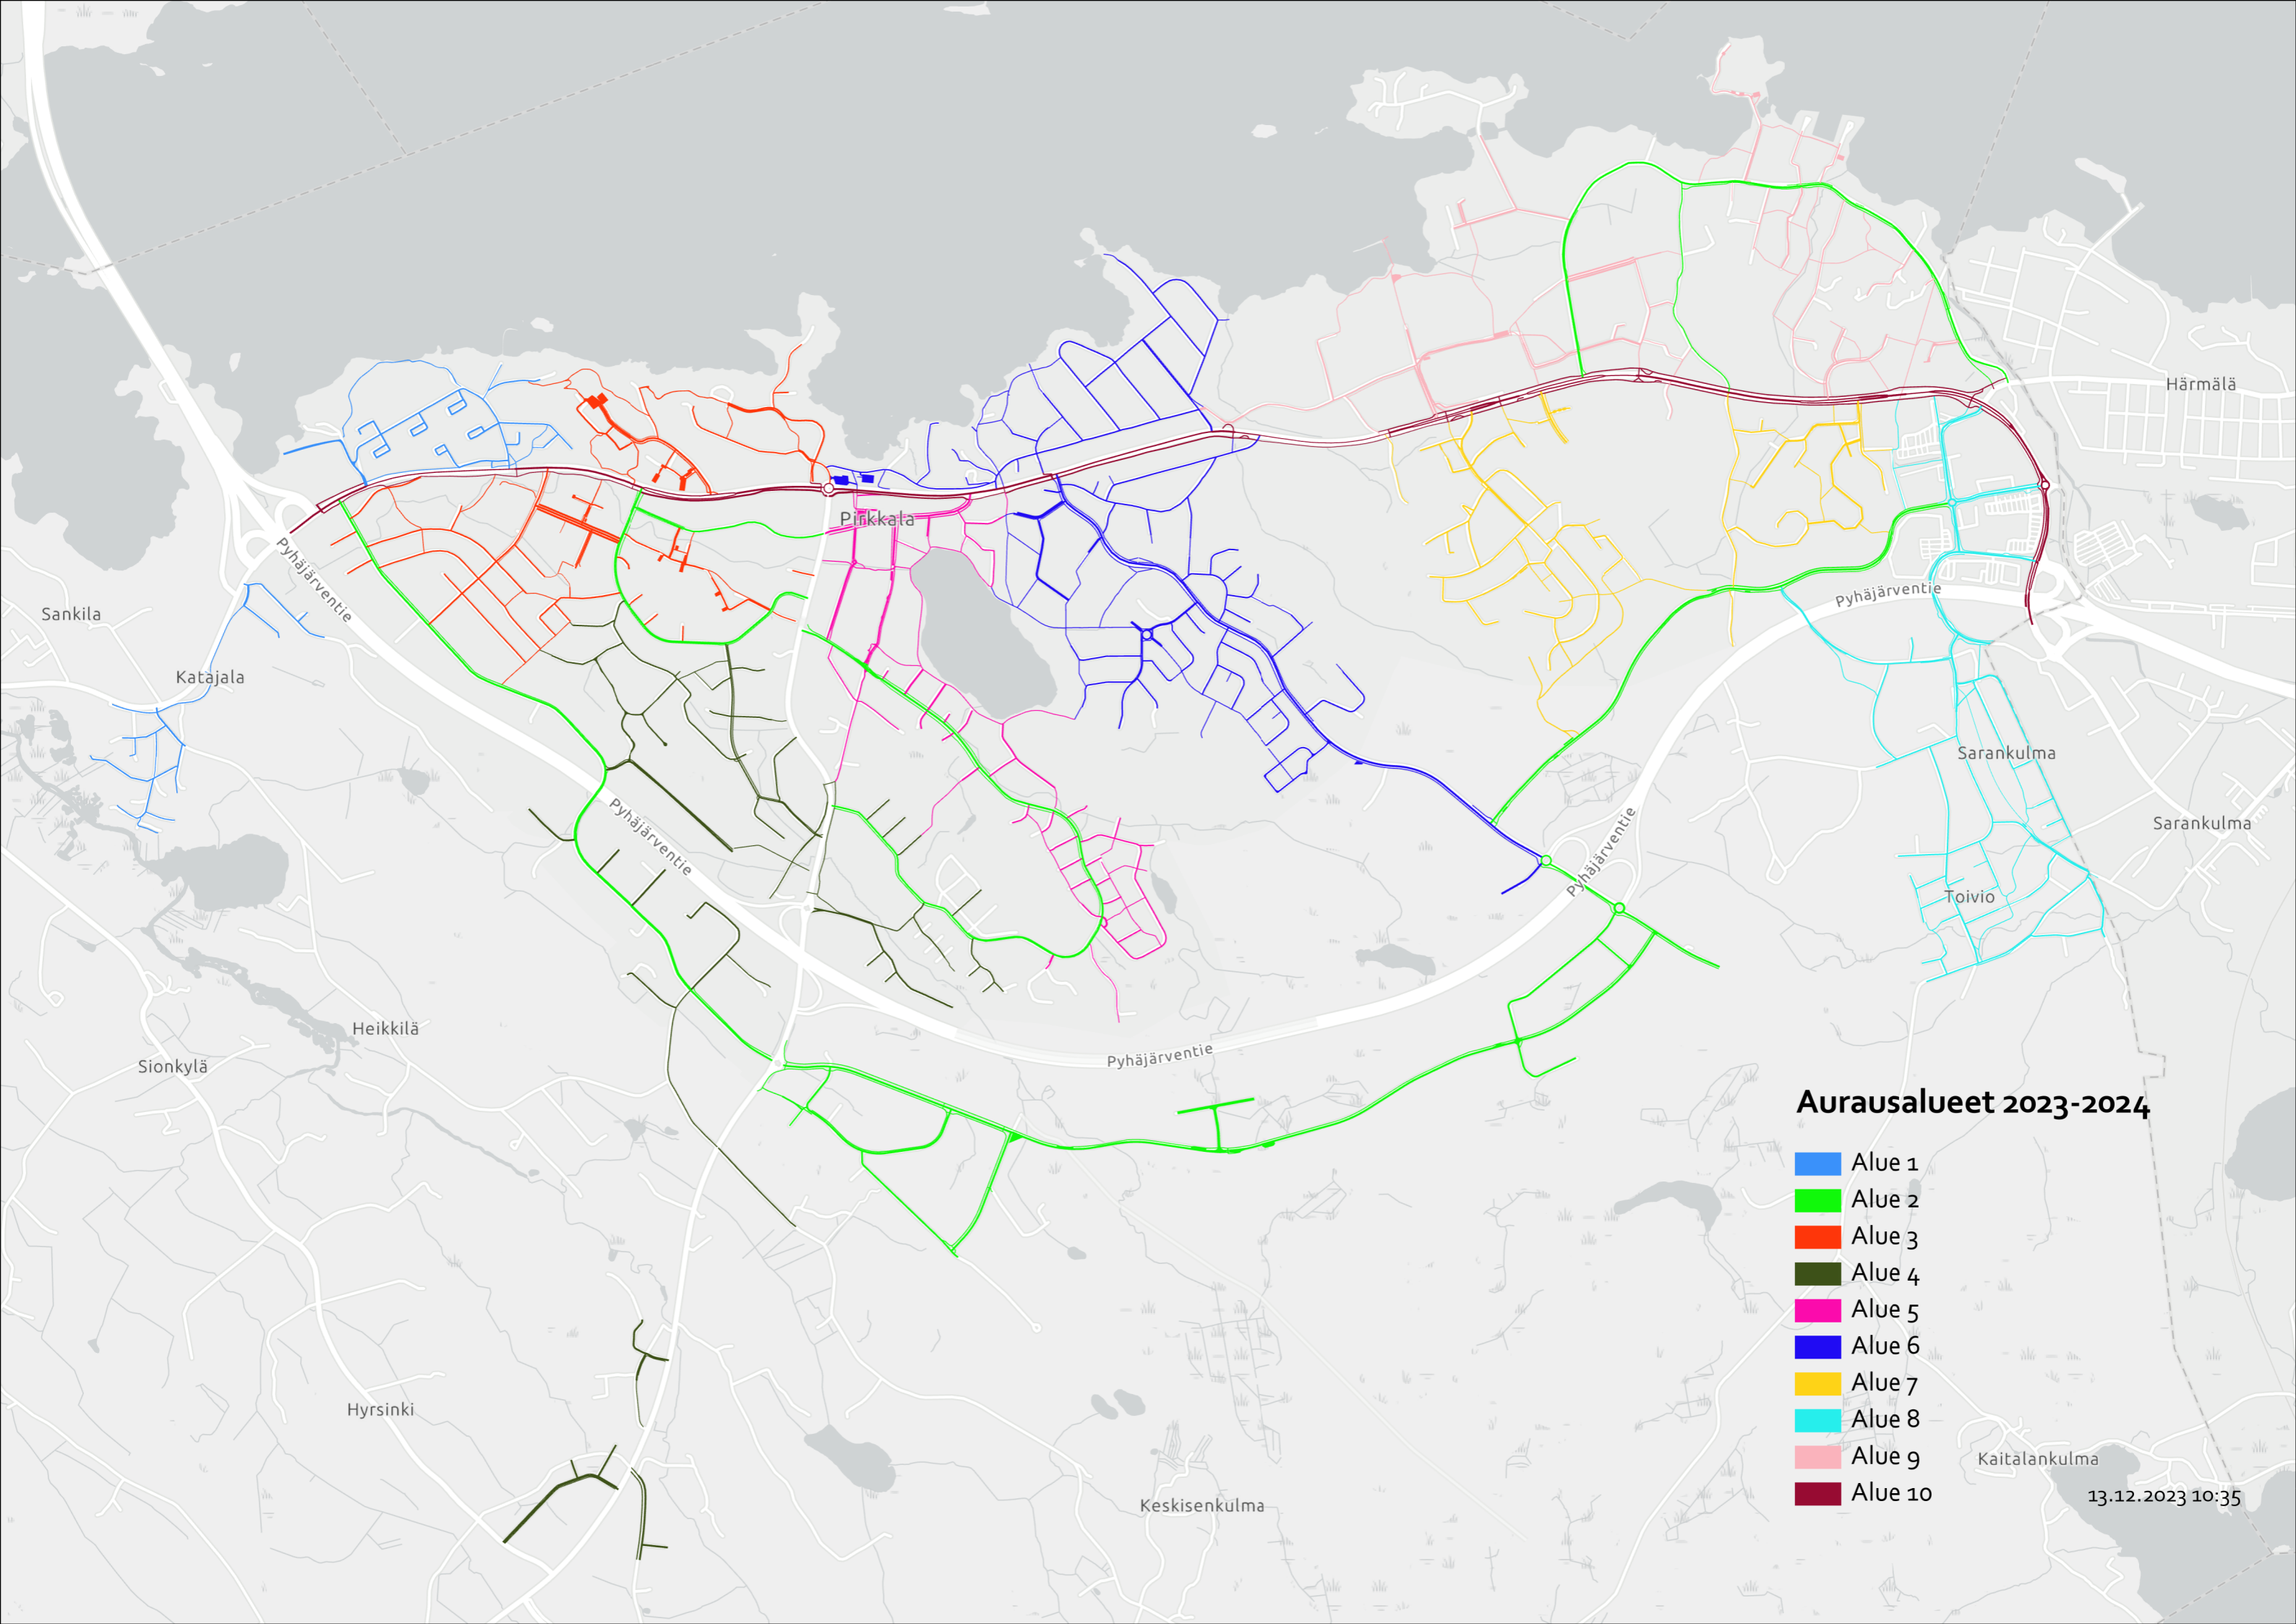 Härmälä
Pirkkala
Pyhäjärventie
Pyhäjärventie
Sankila
Katajala
Sarankulma
Pyhäjärventie
Pyhäjärventie
Sarankulma
Toivio
Heikkilä
Sionkylä
Pyhäjärventie
Aurausalueet 2023-2024
Alue 1
Alue 2
Alue 3
Alue 4
Alue 5
Alue 6
Alue 7
Alue 8
Alue 9
Alue 10
Hyrsinki
Kaitalankulma
13.12.2023 10:35
Keskisenkulma